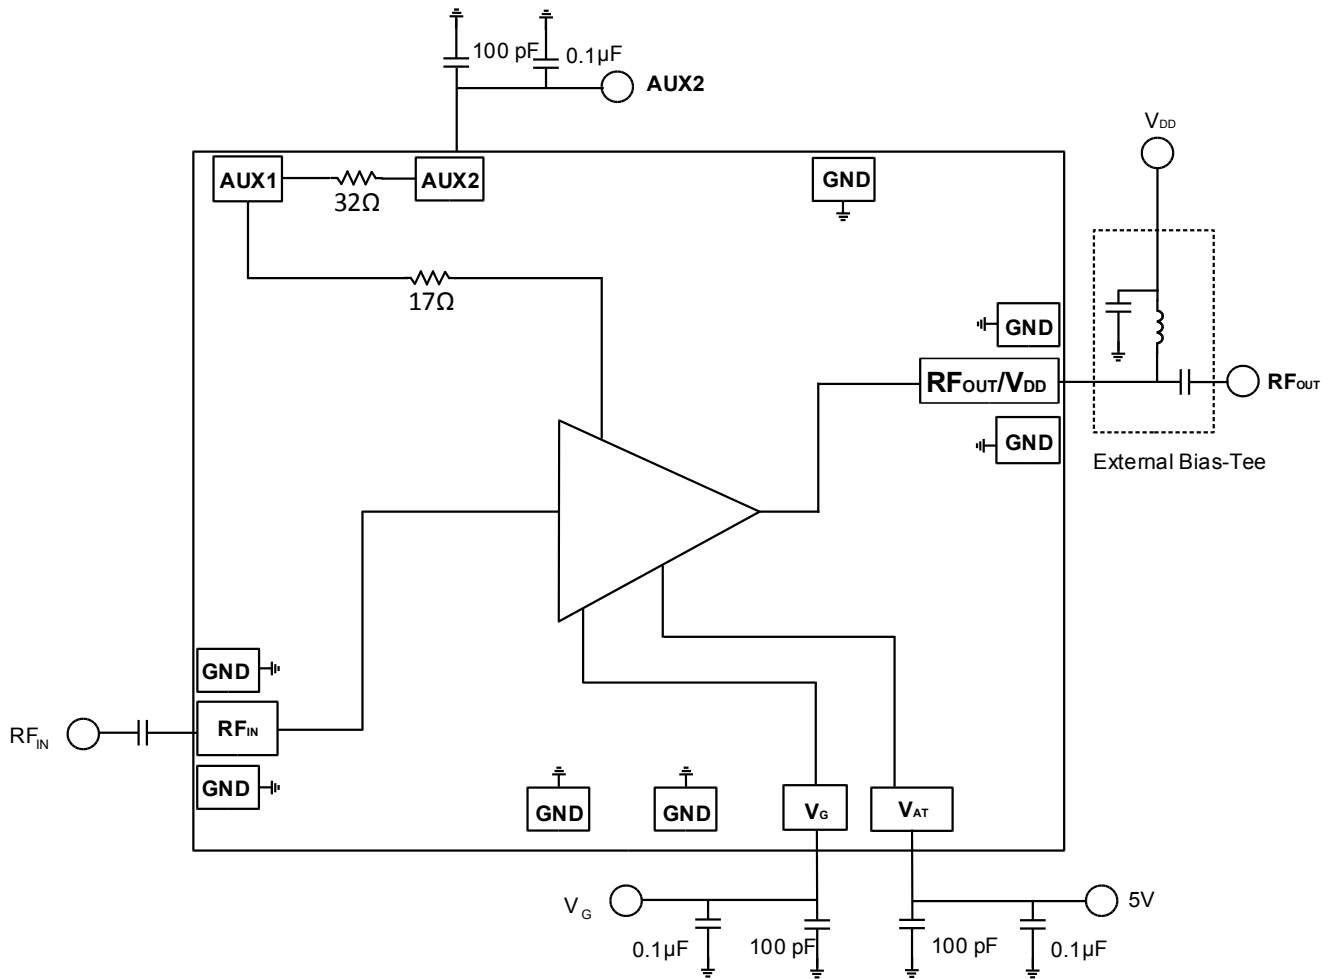 100 pF
0.1µF
AUX2
VDD
AUX1
AUX2
GND
32Ω
17Ω
GND
RFOUT/VDD
RFOUT
GND
External Bias-Tee
GND
RFIN
RFIN
GND
GND
GND
VG
VAT
VG
5V
0.1µF
100 pF
100 pF
0.1µF